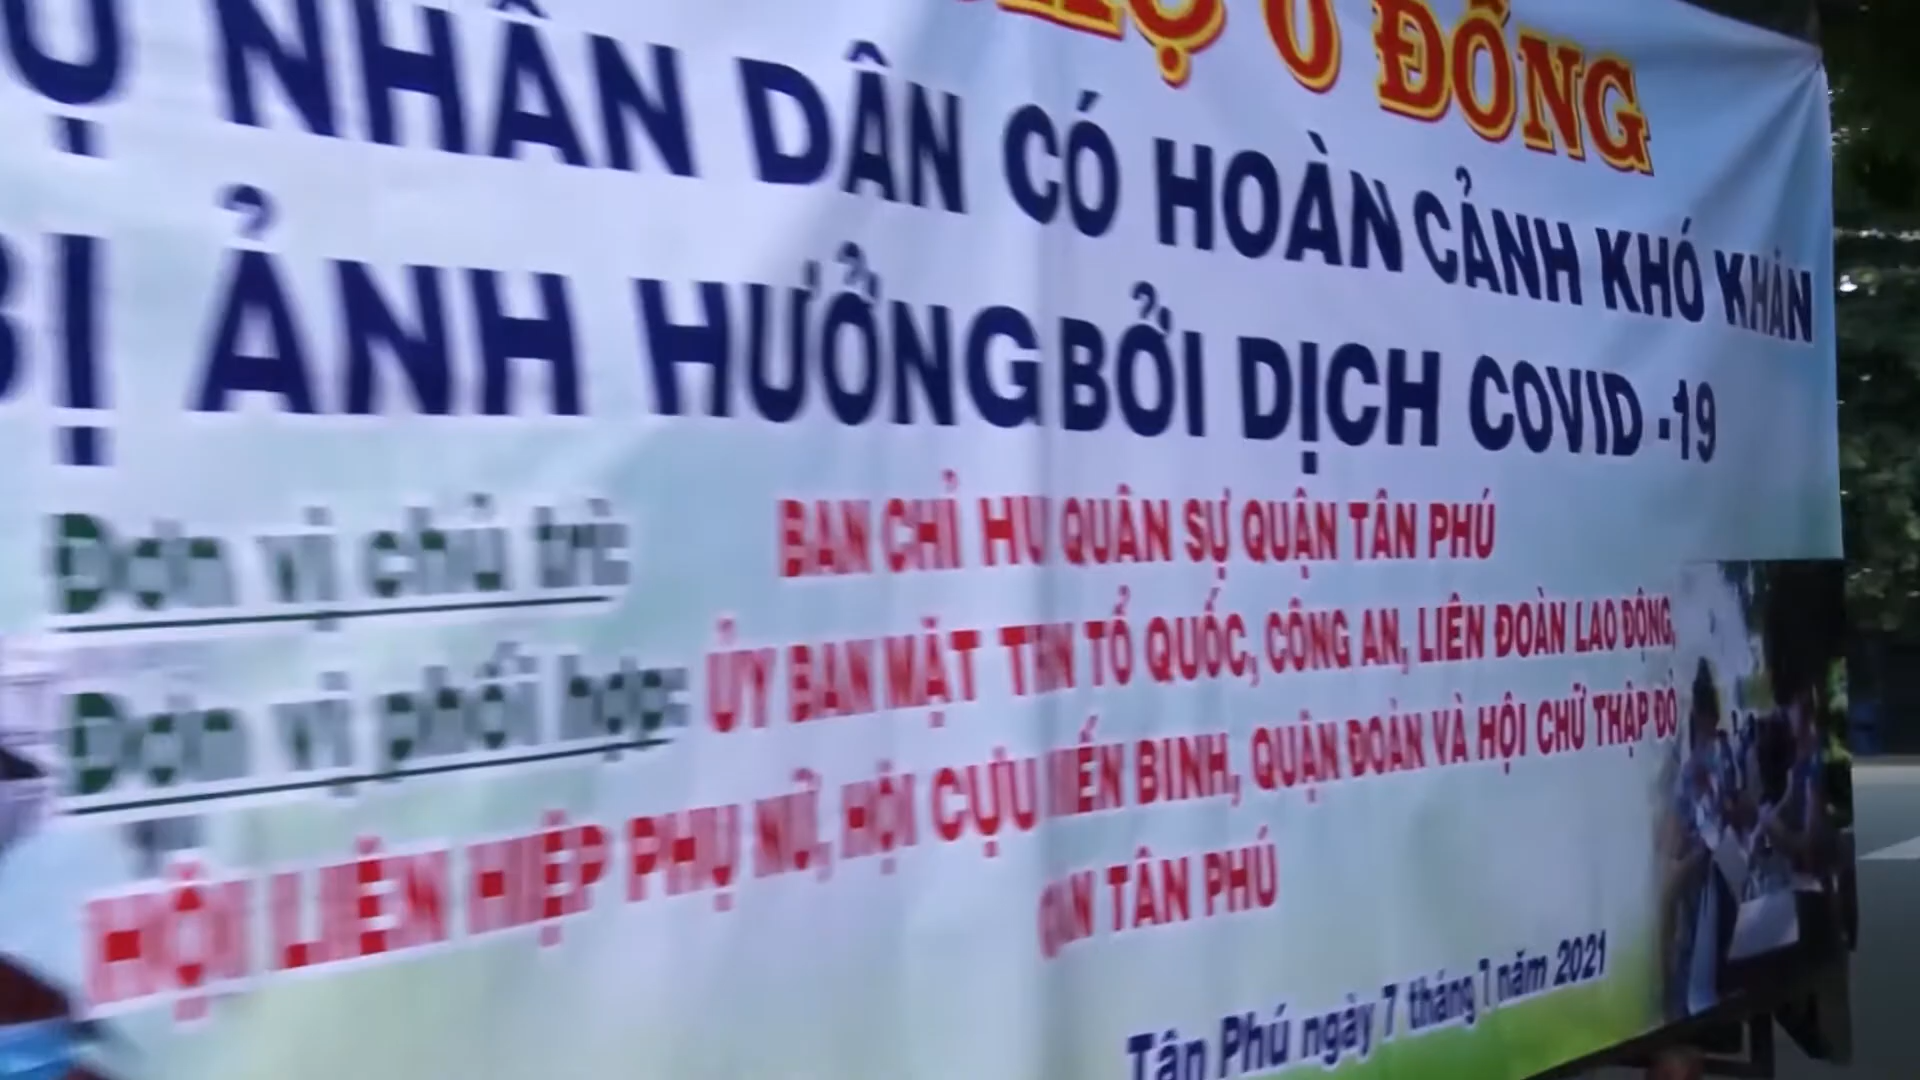 0 ĐỒNG
NHÂN DÂN CÓ HOÀN CẢNH KHÓ KHĂN
BỊ ẢNH HƯỞNG BỞI DỊCH COVID -19
Đơn vị chủ trì: BAN CHỈ HUY QUÂN SỰ QUẬN TÂN PHÚ
Đơn vị phối hợp: ỦY BAN MẶT TRẬN TỔ QUỐC, CÔNG AN, LIÊN ĐOÀN LAO ĐỘNG,
HỘI LIÊN HIỆP PHỤ NỮ, HỘI CỰU CHIẾN BINH, QUẬN ĐOÀN VÀ HỘI CHỮ THẬP ĐỎ
QUẬN TÂN PHÚ
Tân Phú ngày 7 tháng 7 năm 2021